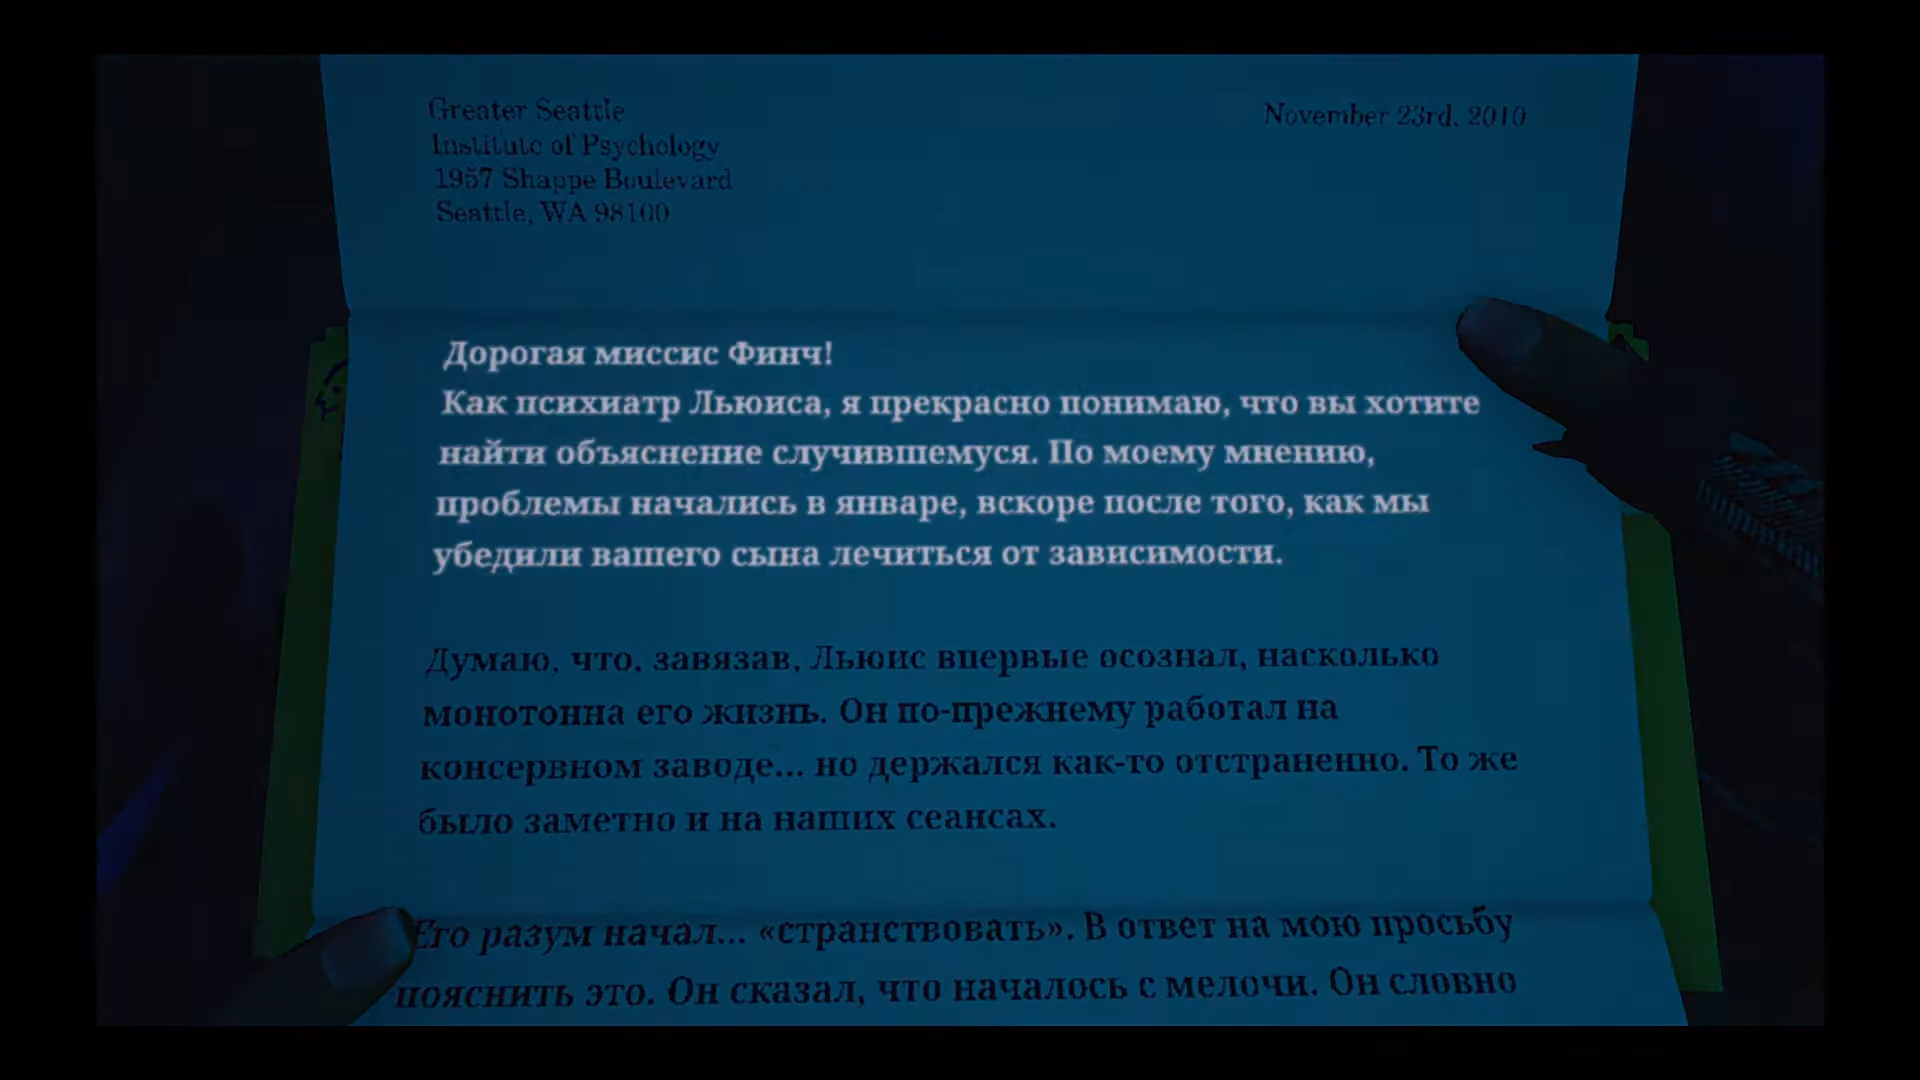 Greater Seattle
Institute of Psychology
1957 Shappe Boulevard
Seattle, WA 98100
November 23rd, 2010
Дорогая миссис Финч!
Как психиатр Льюиса, я прекрасно понимаю, что вы хотите
найти объяснение случившемуся. По моему мнению,
проблемы начались в январе, вскоре после того, как мы
убедили вашего сына лечиться от зависимости.
Думаю, что, завязав, Льюис впервые осознал, насколько
монотонна его жизнь. Он по-прежнему работал на
консервном заводе... но держался как-то отстраненно. То же
было заметно и на наших сеансах.
Его разум начал... «странствовать». В ответ на мою просьбу
пояснить это. Он сказал, что началось с мелочи. Он словно